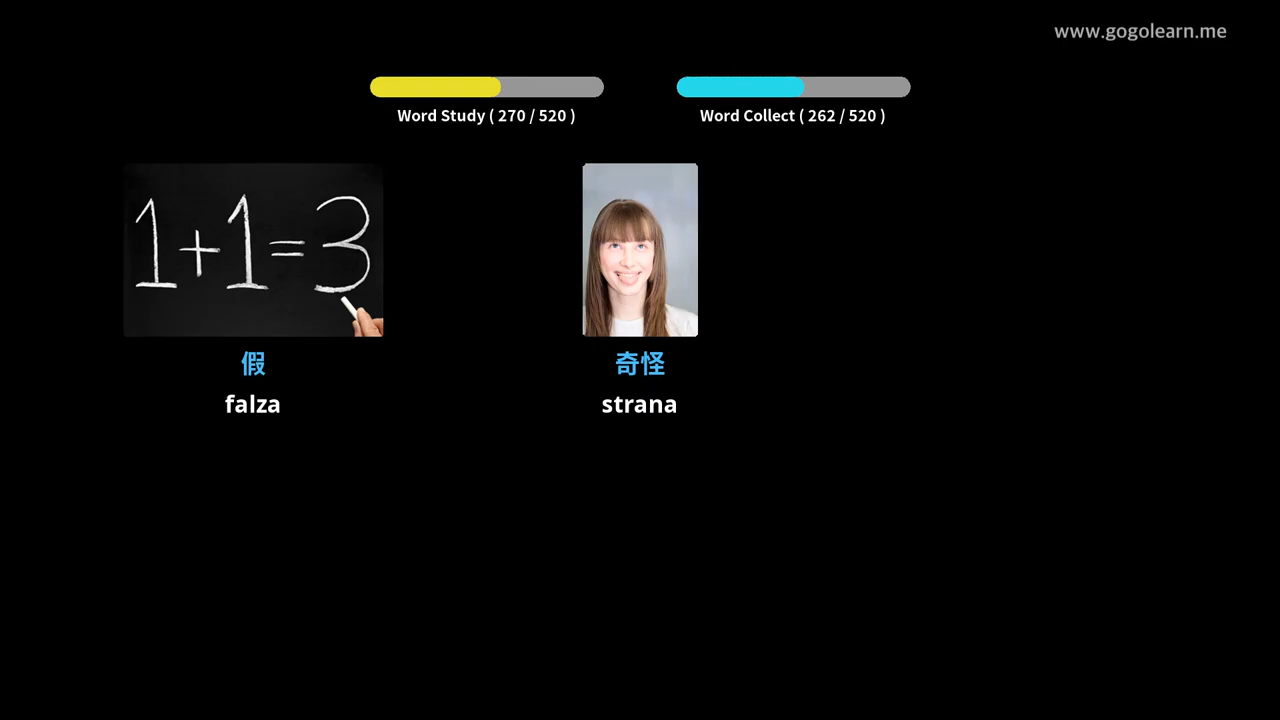 www.gogolearn.me
Word Study ( 270 / 520 )
Word Collect ( 262 / 520 )
1+1=3
假
falza
奇怪
strana